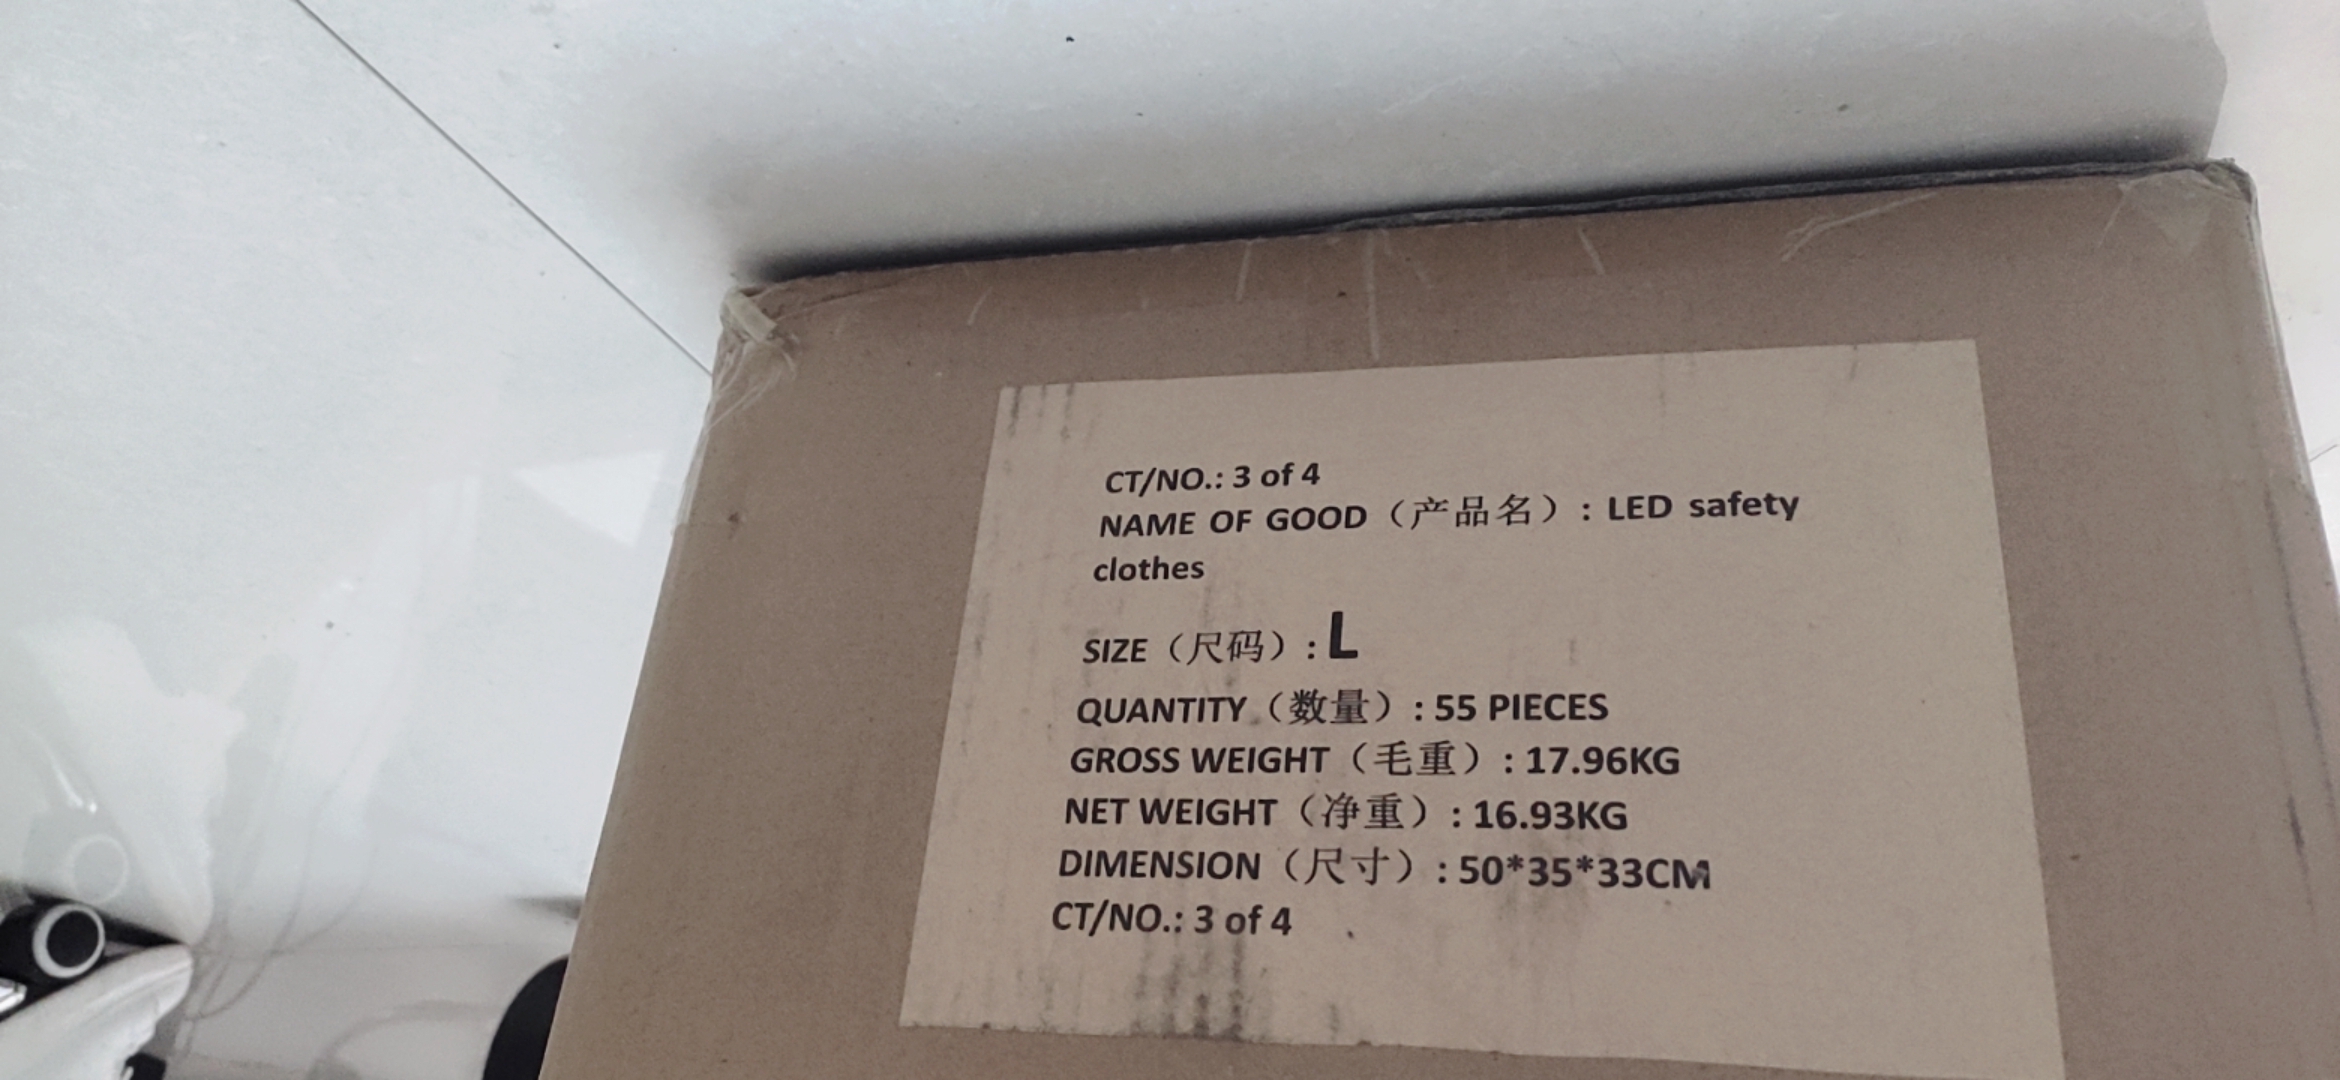 CT/NO.: 3 of 4
NAME OF GOOD（产品名）: LED safety
clothes
SIZE（尺码）: L
QUANTITY（数量）: 55 PIECES
GROSS WEIGHT（毛重）: 17.96KG
NET WEIGHT（净重）: 16.93KG
DIMENSION（尺寸）: 50*35*33CM
CT/NO.: 3 of 4